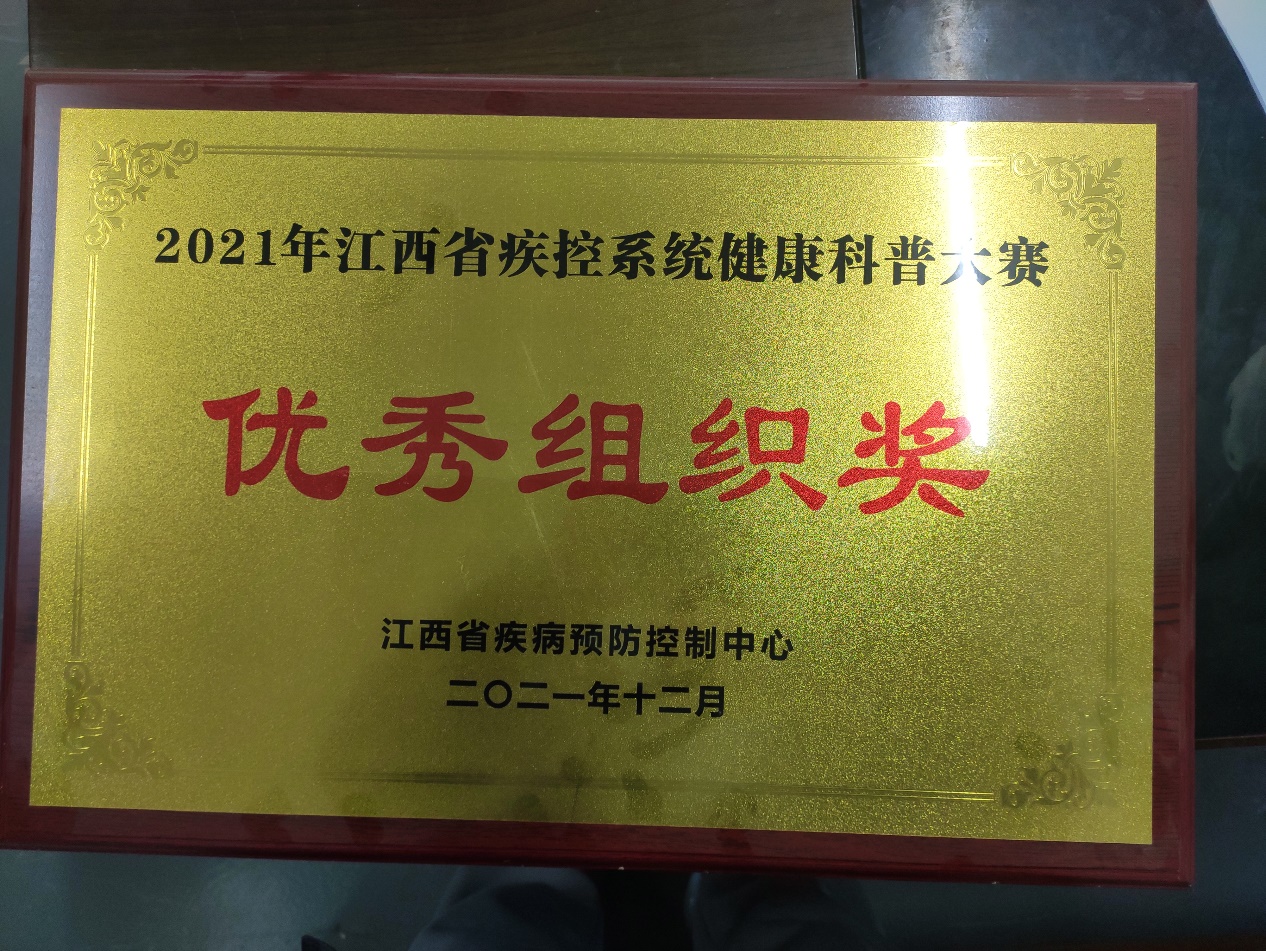 2021年江西省疾控系统健康科普大赛
优秀组织奖
江西省疾病预防控制中心
二〇二一年十二月